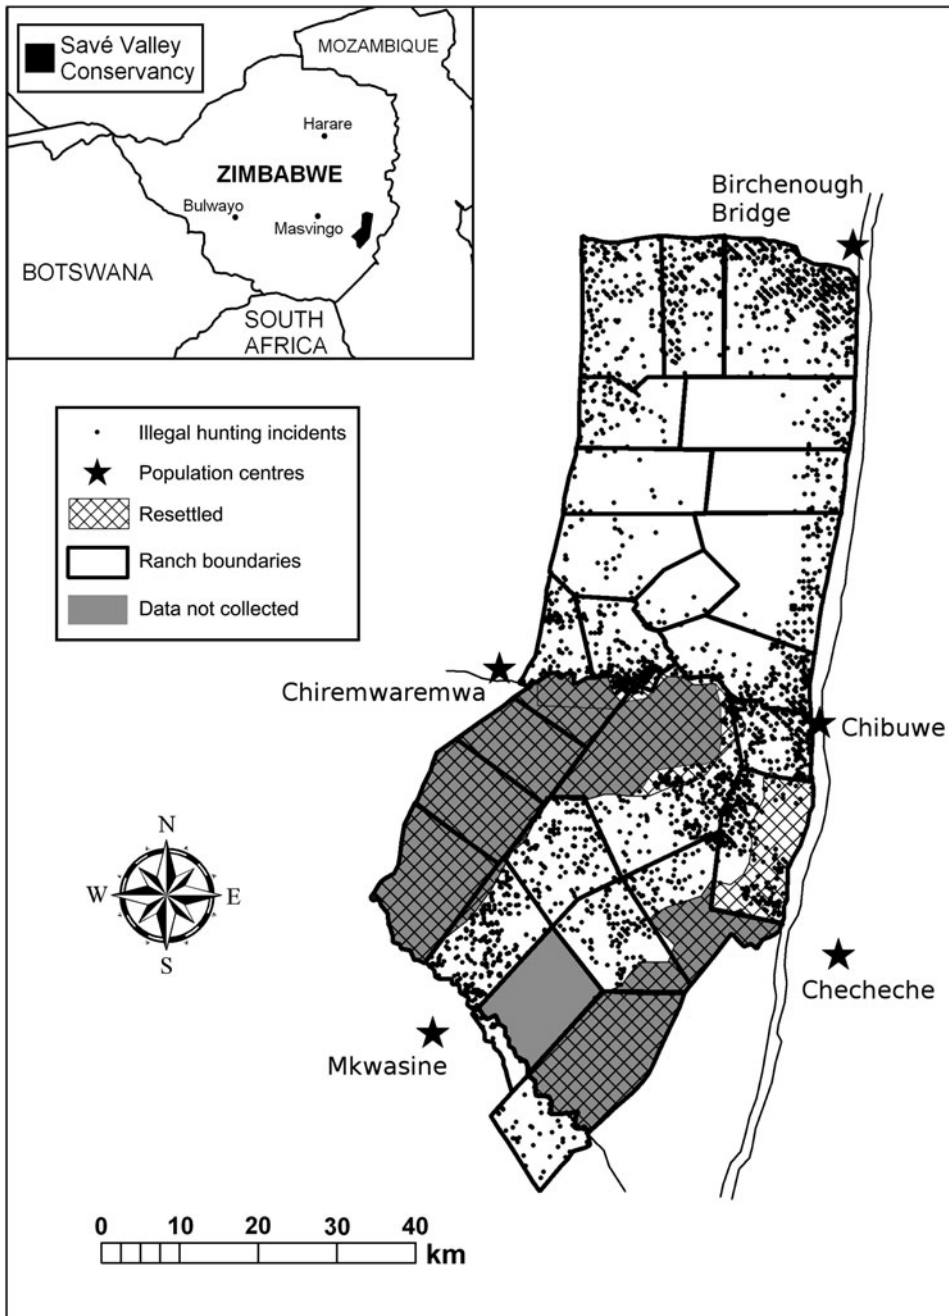 Savé Valley
Conservancy
MOZAMBIQUE
Harare
ZIMBABWE
Bulwayo
Masvingo
BOTSWANA
SOUTH
AFRICA
Birchenough
Bridge
Illegal hunting incidents
Population centres
Resettled
Ranch boundaries
Data not collected
Chiremwaremwa
Chibuwe
N
W
E
S
Checheche
Mkwasine
0 10 20 30 40
km